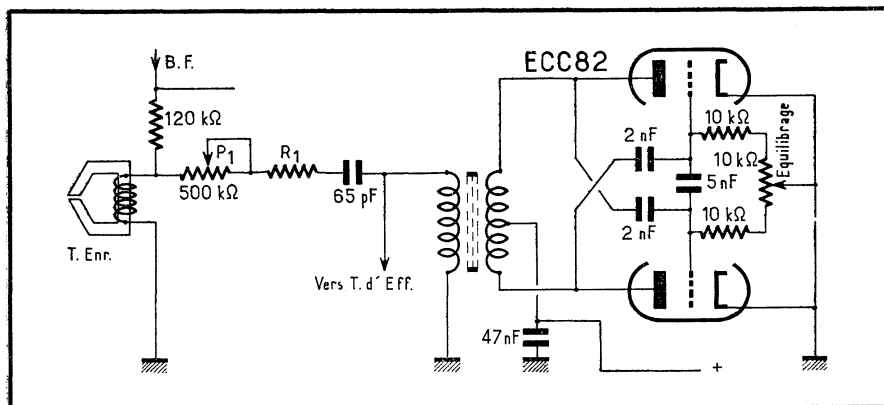 ECC82
B.F.
120 kΩ
P1
R1
500 kΩ
65 pF
T. Enr.
Vers T. d'Eff.
10 kΩ
2 nF
10 kΩ
Equilibrage
5 nF
2 nF
10 kΩ
47 nF
+